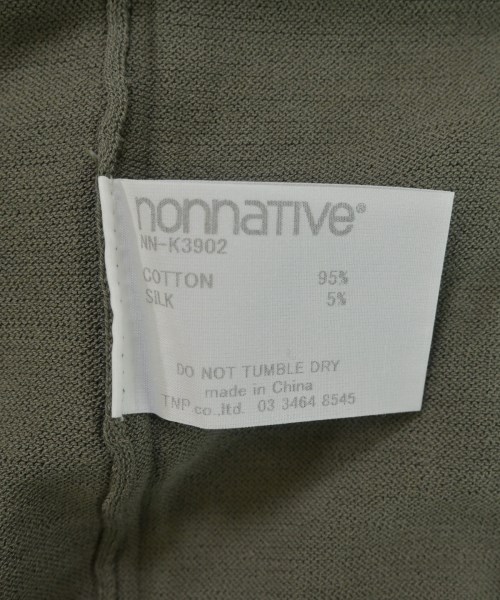 nonnative®
NN-K3902
COTTON 95%
SILK 5%
DO NOT TUMBLE DRY
made in China
TNP.co.,ltd. 03 3464 8545